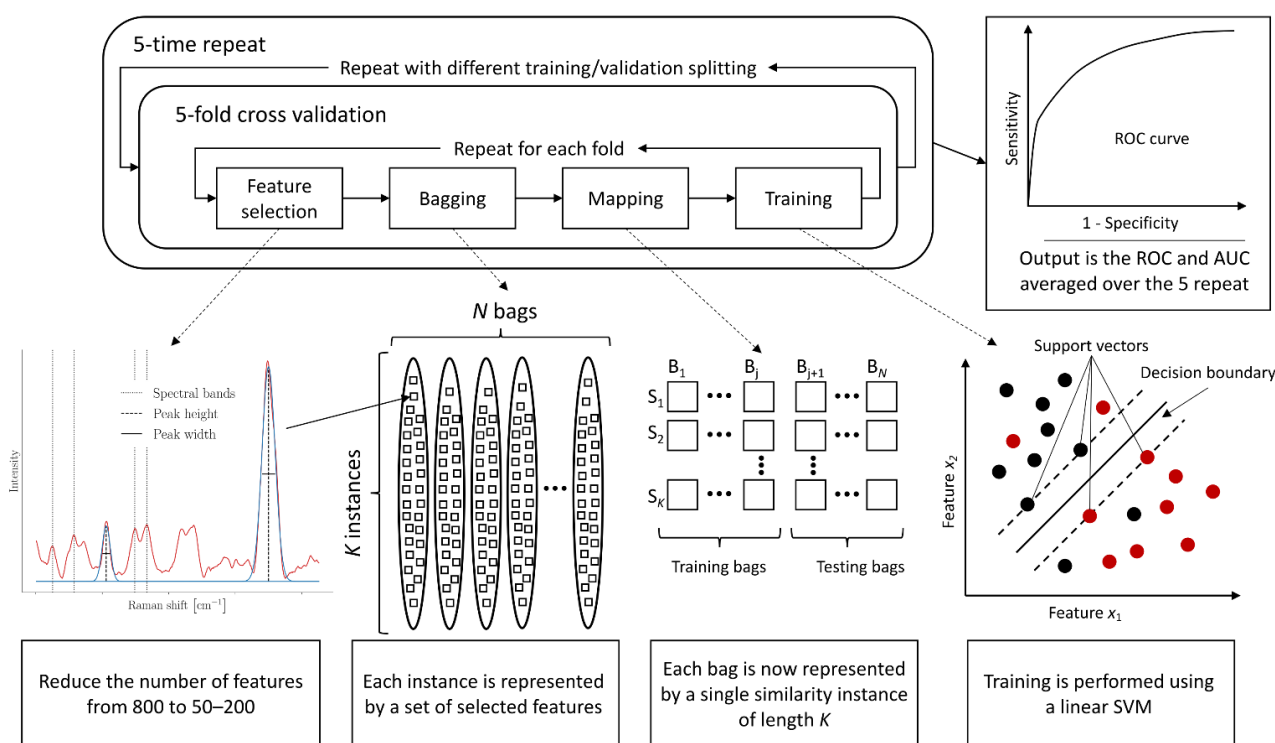 5-time repeat
Repeat with different training/validation splitting
5-fold cross validation
Repeat for each fold
Feature
selection
Bagging
Mapping
Training
Sensitivity
ROC curve
1 - Specificity
Output is the ROC and AUC
averaged over the 5 repeat
Spectral bands
Peak height
Peak width
Intensity
Raman shift [cm⁻¹]
N bags
K instances
B₁ Bⱼ Bⱼ₊₁ B_N
S₁
S₂
S_K
Training bags Testing bags
Support vectors
Decision boundary
Feature x₂
Feature x₁
Reduce the number of features
from 800 to 50–200
Each instance is represented
by a set of selected features
Each bag is now represented
by a single similarity instance
of length K
Training is performed using
a linear SVM